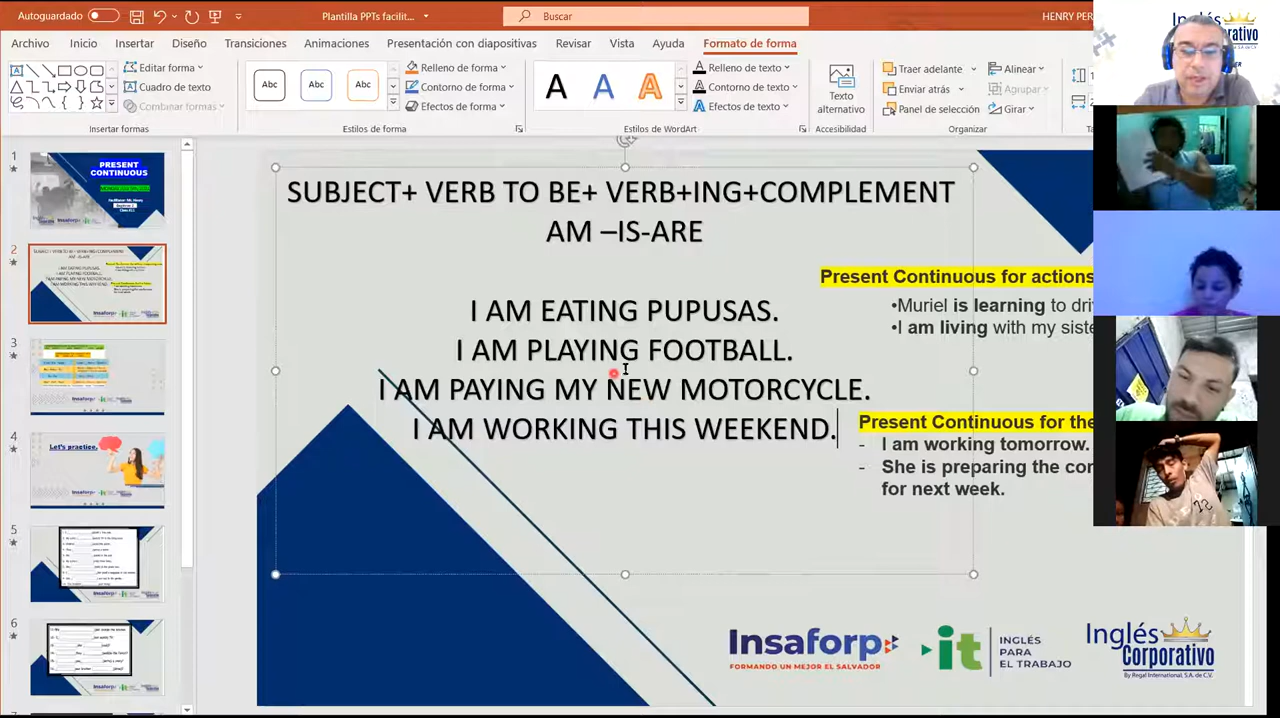 Autoguardado
Plantilla PPTs facilit...
Buscar
HENRY PER
Archivo Inicio Insertar Diseño Transiciones Animaciones Presentación con diapositivas Revisar Vista Ayuda Formato de forma
Editar forma
Cuadro de texto
Combinar formas
Insertar formas
Abc Abc Abc
Relleno de forma
Contorno de forma
Efectos de forma
Estilos de forma
A A A
Relleno de texto
Contorno de texto
Efectos de texto
Estilos de WordArt
Texto
alternativo
Accesibilidad
Traer adelante
Enviar atrás
Panel de selección
Alinear
Agrupar
Girar
Organizar
1
PRESENT
CONTINUOUS
2
3
4
Let's practice.
5
6
SUBJECT+ VERB TO BE+ VERB+ING+COMPLEMENT
AM –IS-ARE
I AM EATING PUPUSAS.
I AM PLAYING FOOTBALL.
I AM PAYING MY NEW MOTORCYCLE.
I AM WORKING THIS WEEKEND.
Present Continuous for actions
•Muriel is learning to dri
•I am living with my siste
Present Continuous for the
- I am working tomorrow.
- She is preparing the con
for next week.
Insaforp
FORMANDO UN MEJOR EL SALVADOR
it
INGLÉS
PARA
EL TRABAJO
Inglés
Corporativo
By Regal International, S.A. de C.V.